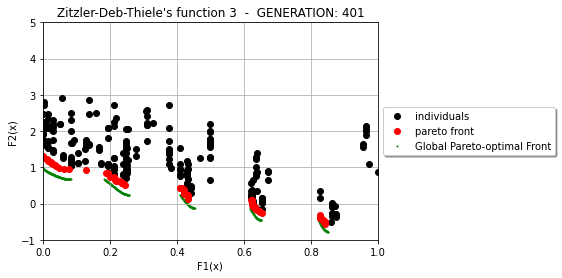 Zitzler-Deb-Thiele's function 3 - GENERATION: 401
5
4
3
2
1
0
−1
F2(x)
0.0 0.2 0.4 0.6 0.8 1.0
F1(x)
individuals
pareto front
Global Pareto-optimal Front